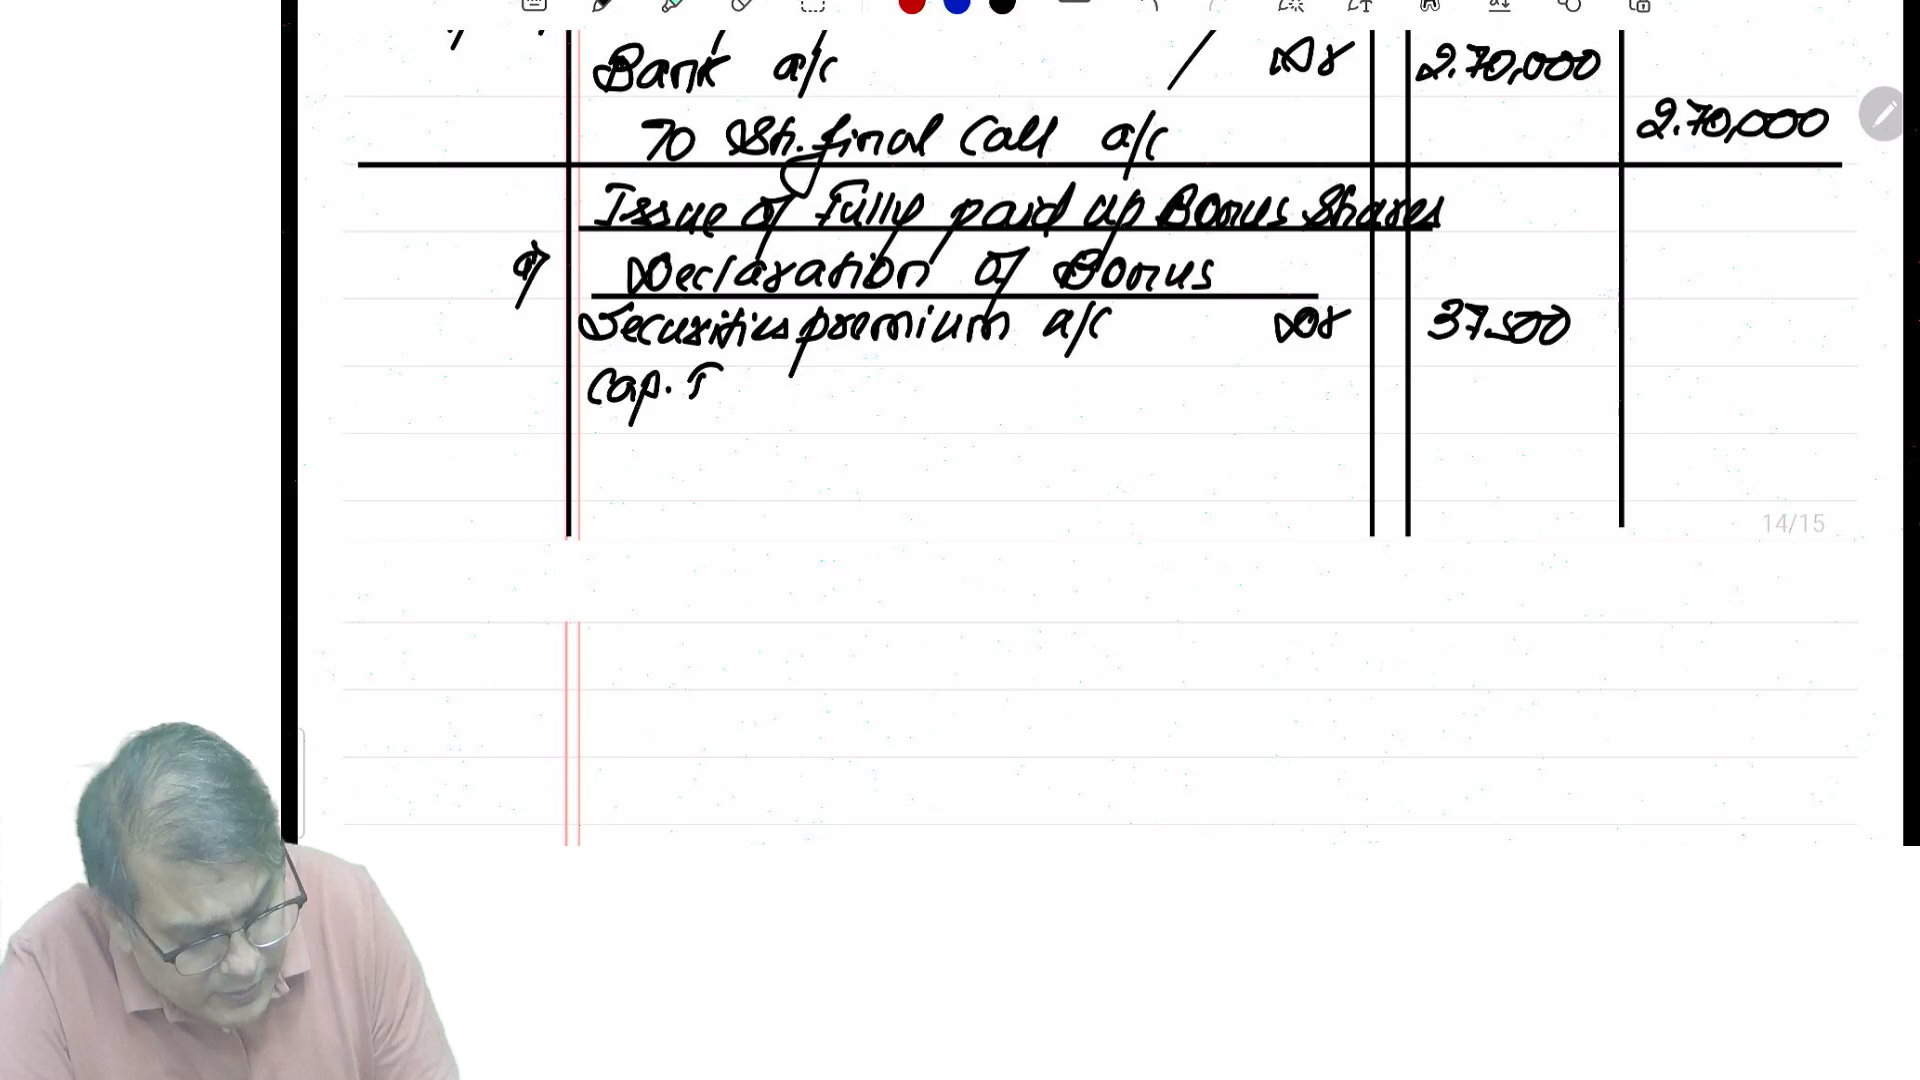 Bank a/c Dr 2,70,000
To Sh. final Call a/c 2,70,000
Issue of Fully paid up Bonus Shares
a) Declaration of Bonus
Securities premium a/c Dr 37,500
Cap.
14/15